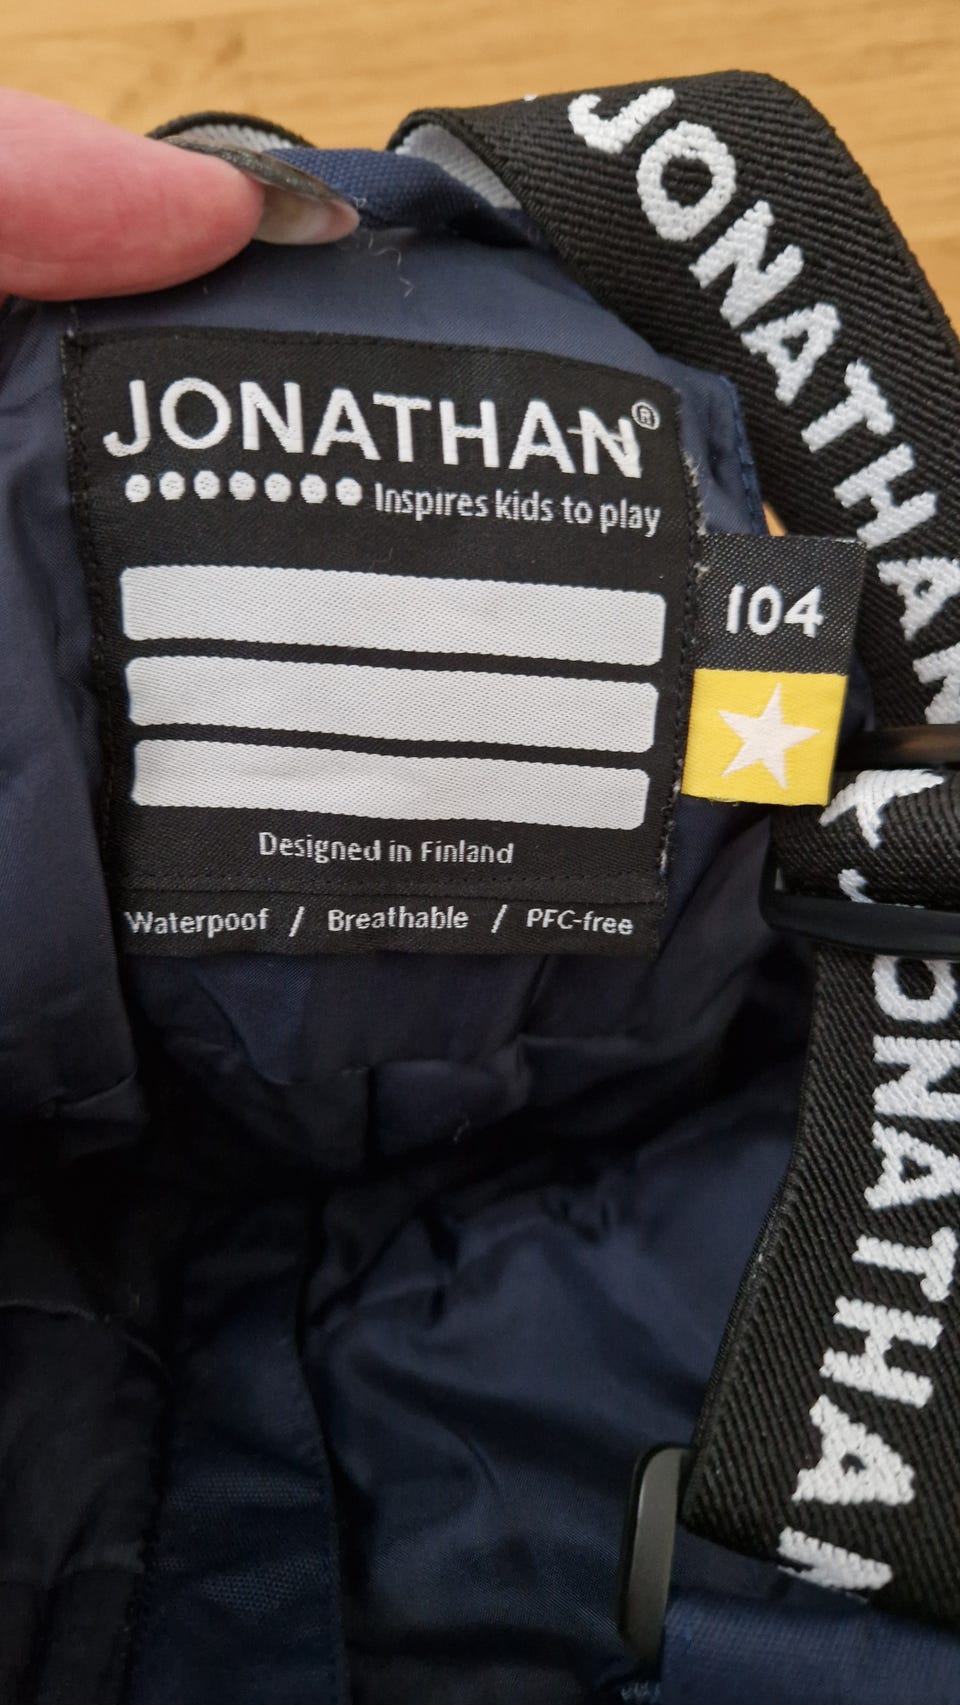 JONATHAN®
Inspires kids to play
104
Designed in Finland
Waterpoof / Breathable / PFC-free
JONATHAN
JONATHAN